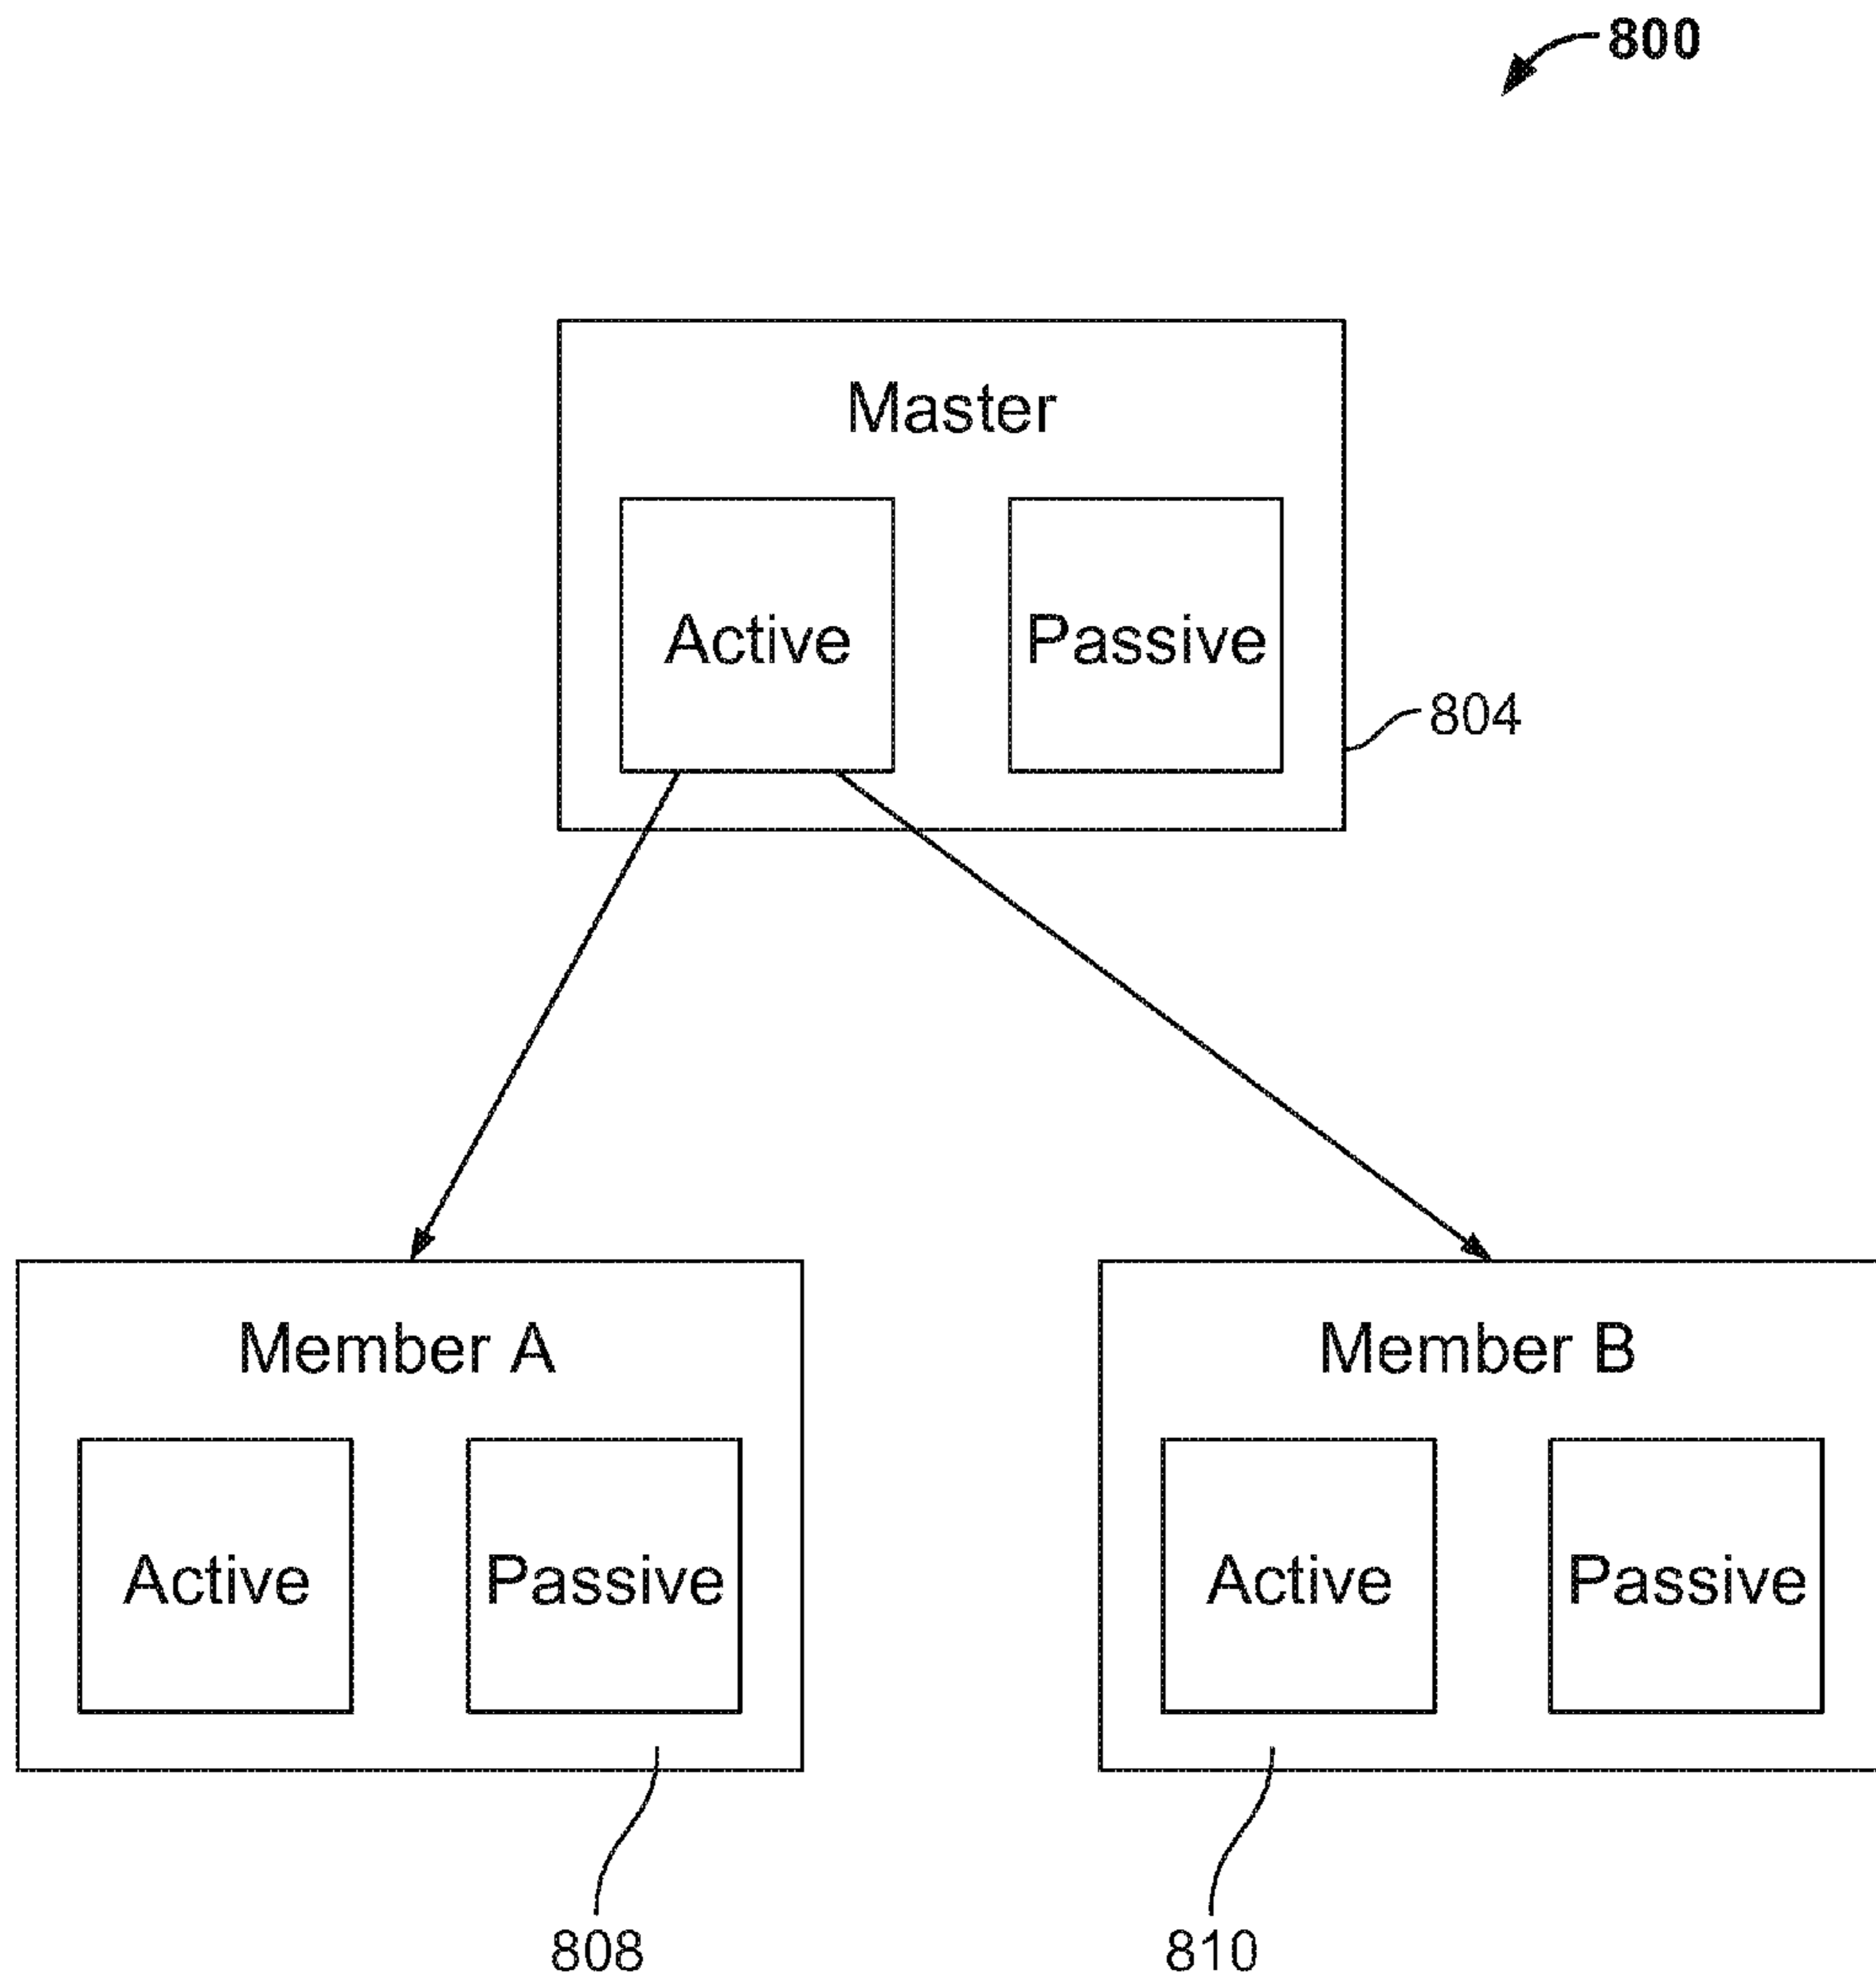 800
Master
Active Passive
804
Member A Member B
Active Passive Active Passive
808 810